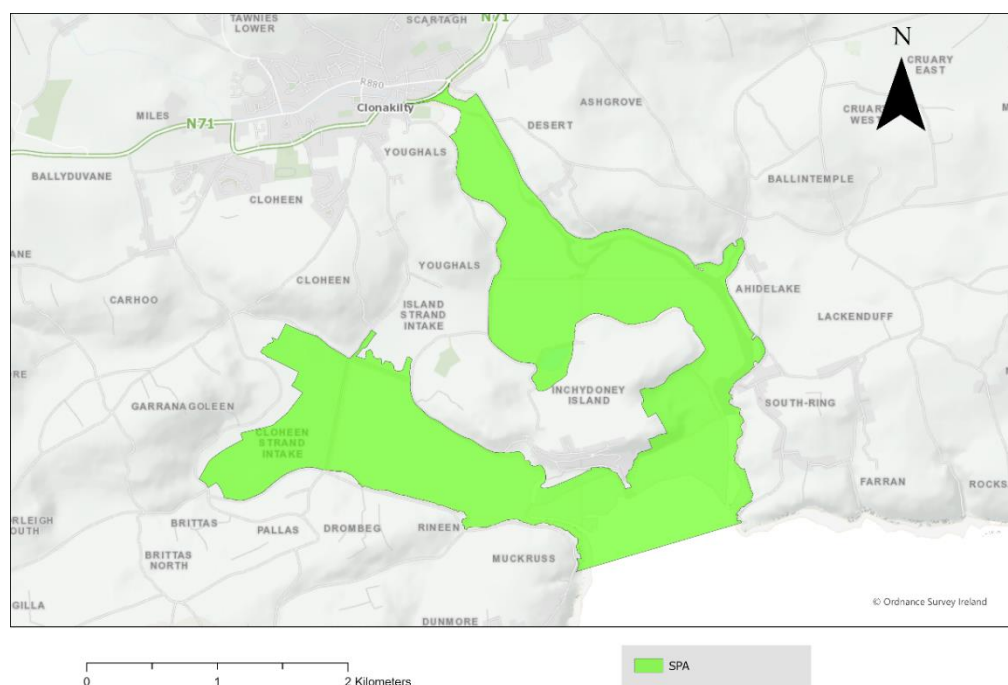 TAWNIES
LOWER
SCARTAGH
N71
N
CRUARY
EAST
R880
Clonakilty
ASHGROVE
MILES
N71
DESERT
CRUARY
WEST
YOUGHALS
BALLYDUVANE
CLOHEEN
BALLINTEMPLE
ANE
YOUGHALS
CLOHEEN
AHIDELAKE
CARHOO
ISLAND
STRAND
INTAKE
LACKENDUFF
RE
INCHYDONEY
ISLAND
GARRANAGOLEEN
SOUTH-RING
CLOHEEN
STRAND
INTAKE
FARRAN
ROCKS
BRITTAS
PALLAS
DROMBEG
RINEEN
BRITTAS
NORTH
MUCKRUSS
GILLA
DUNMORE
© Ordnance Survey Ireland
0 1 2 Kilometers
SPA